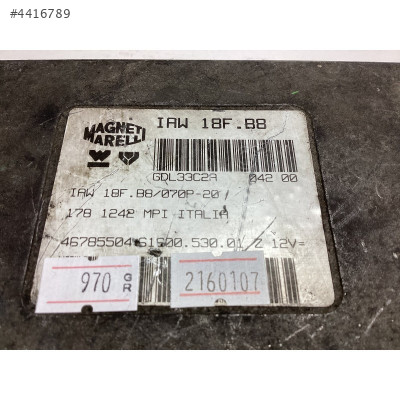 #4416789
IAW 18F.B8
MAGNETI
MARELLI
GDL33C2A 042 00
IAW 18F.B8/070P-20
178 1242 MPI ITALIA
46785504 61600.530.01 Z 12V=
970 GR
2160107